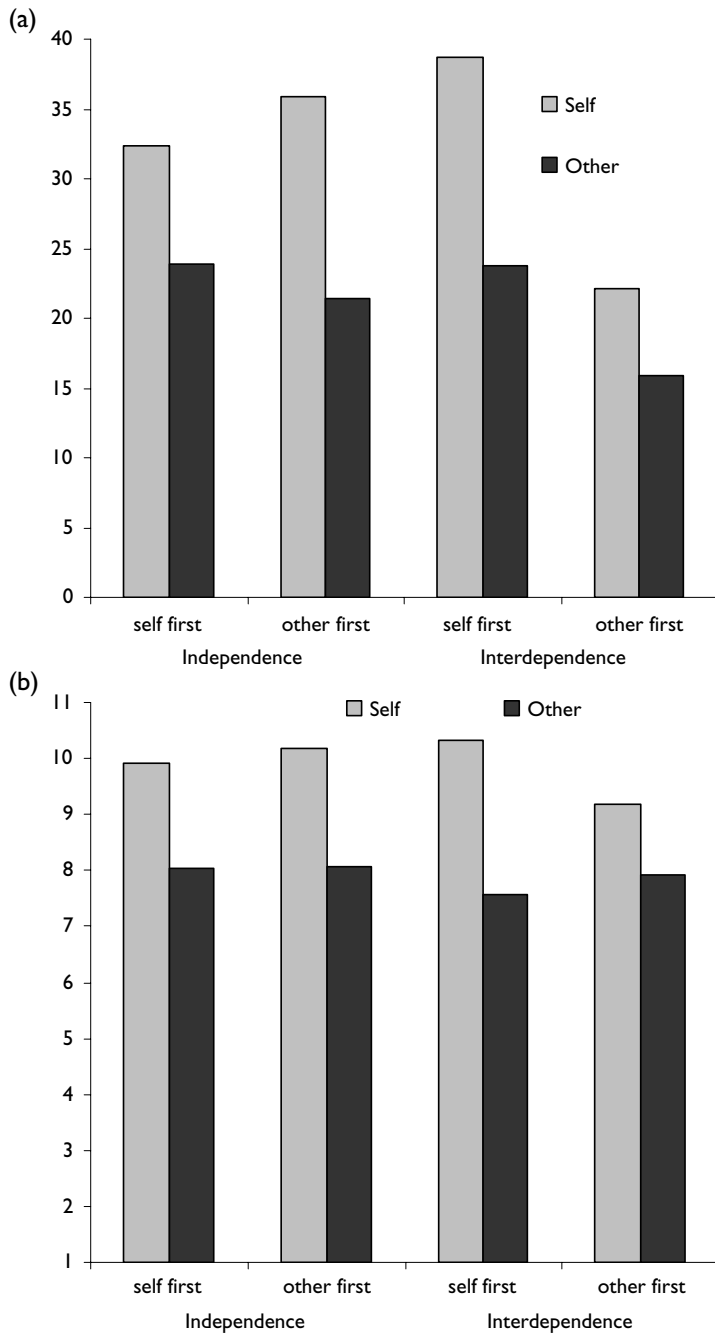 (a)
40
35
30
25
20
15
10
5
0
Self
Other
self first other first self first other first
Independence Interdependence
(b)
11
10
9
8
7
6
5
4
3
2
1
Self Other
self first other first self first other first
Independence Interdependence